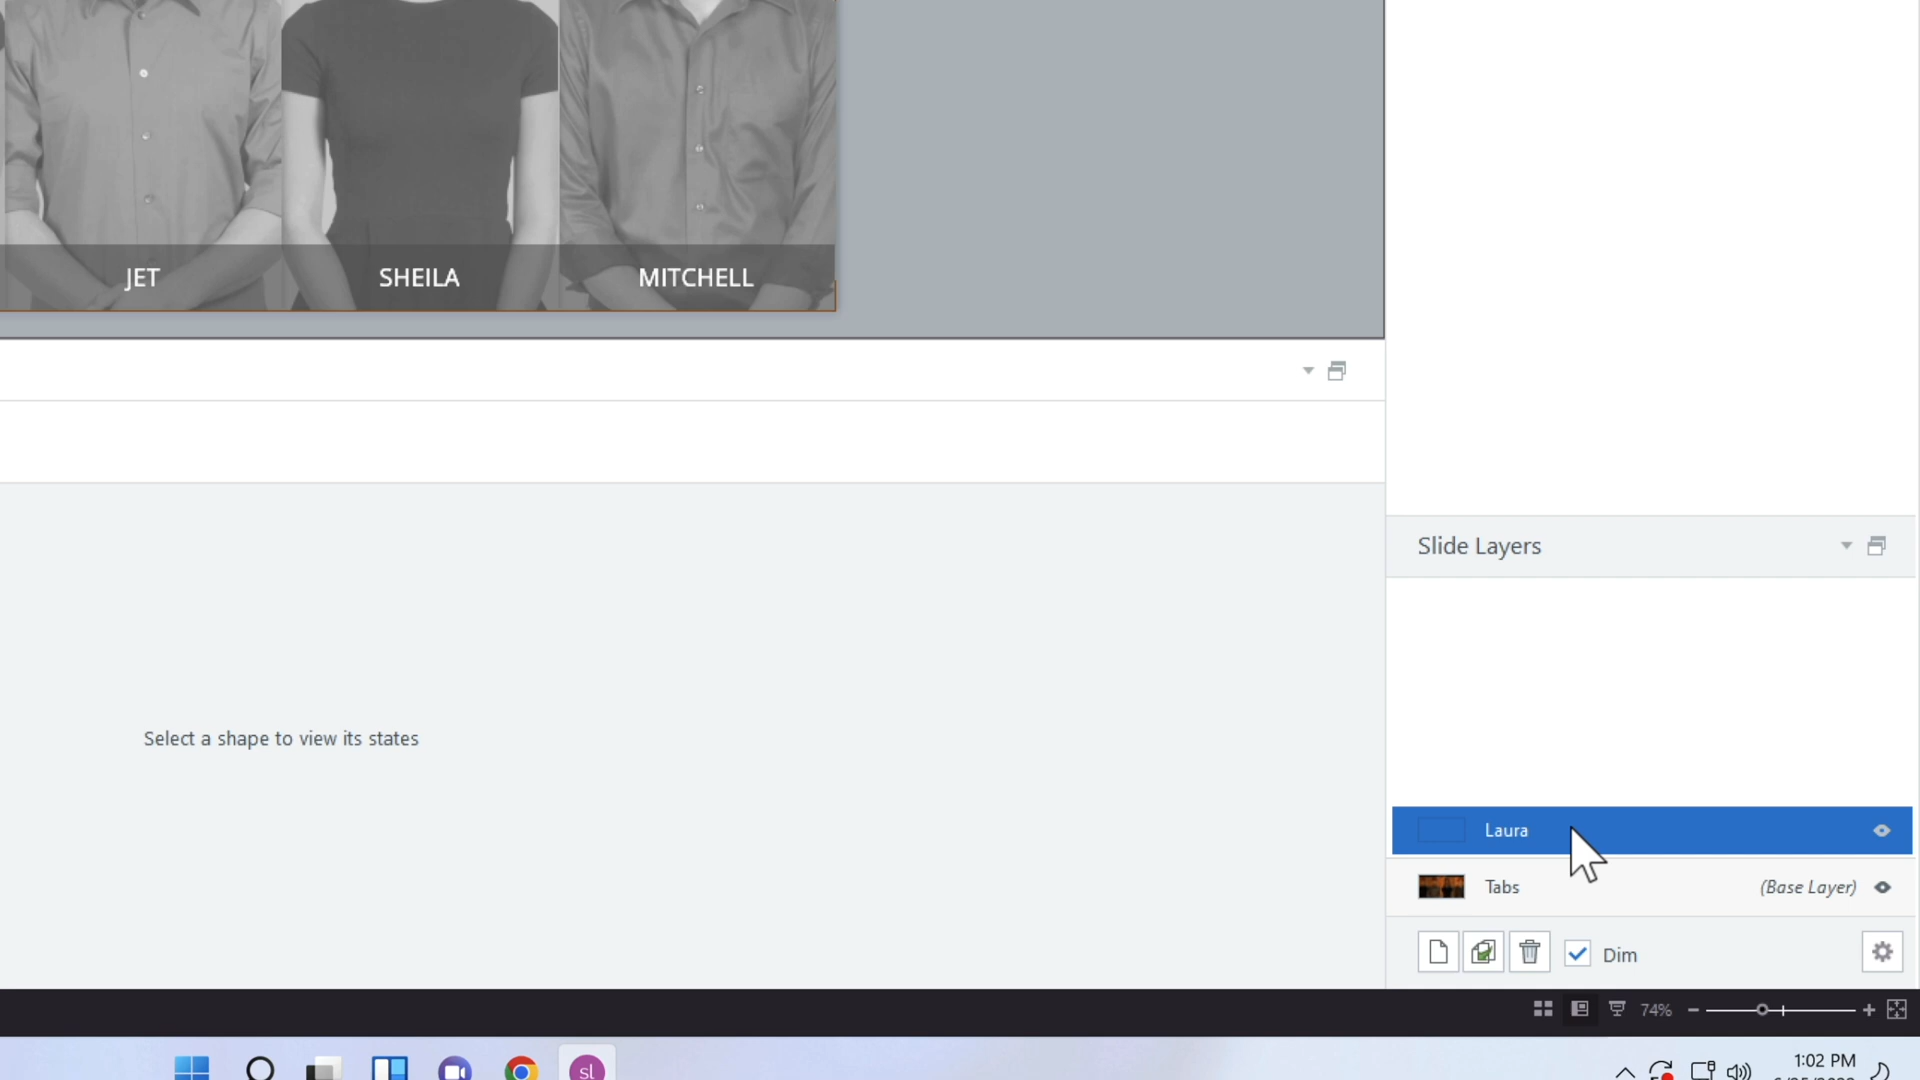 JET
SHEILA
MITCHELL
Slide Layers
Select a shape to view its states
Laura
Tabs
(Base Layer)
Dim
74%
sl
1:02 PM